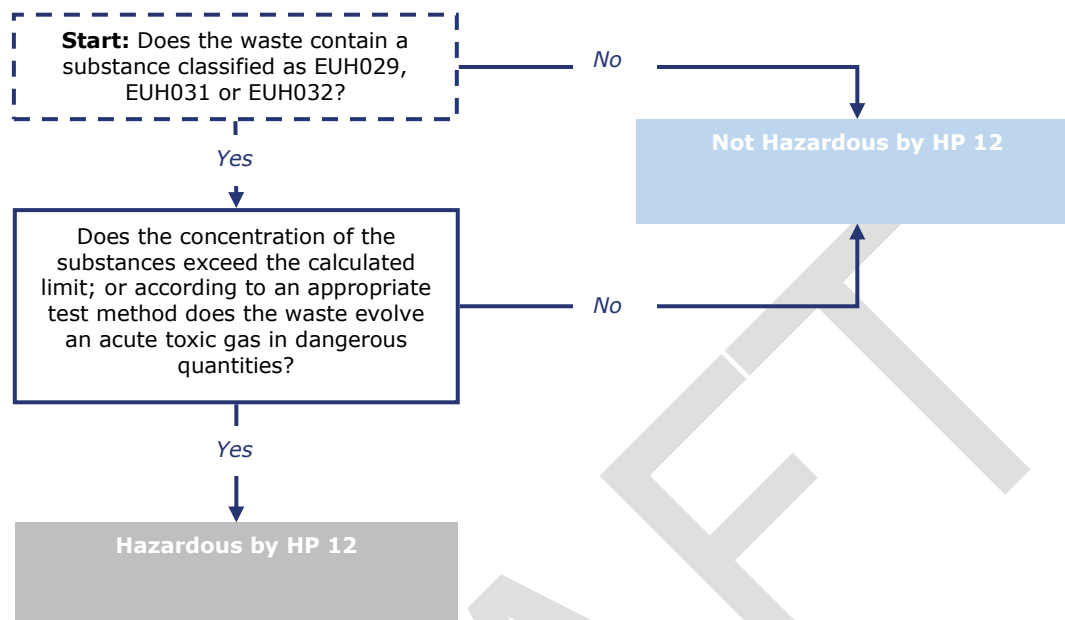 Start: Does the waste contain a
substance classified as EUH029,
EUH031 or EUH032?
No
Not Hazardous by HP 12
Yes
Does the concentration of the
substances exceed the calculated
limit; or according to an appropriate
test method does the waste evolve
an acute toxic gas in dangerous
quantities?
No
Yes
Hazardous by HP 12